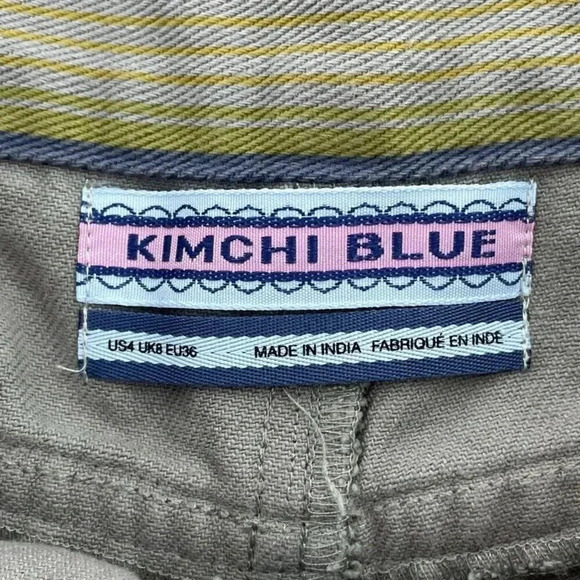 KIMCHI BLUE
US4 UK8 EU36 MADE IN INDIA FABRIQUÉ EN INDE